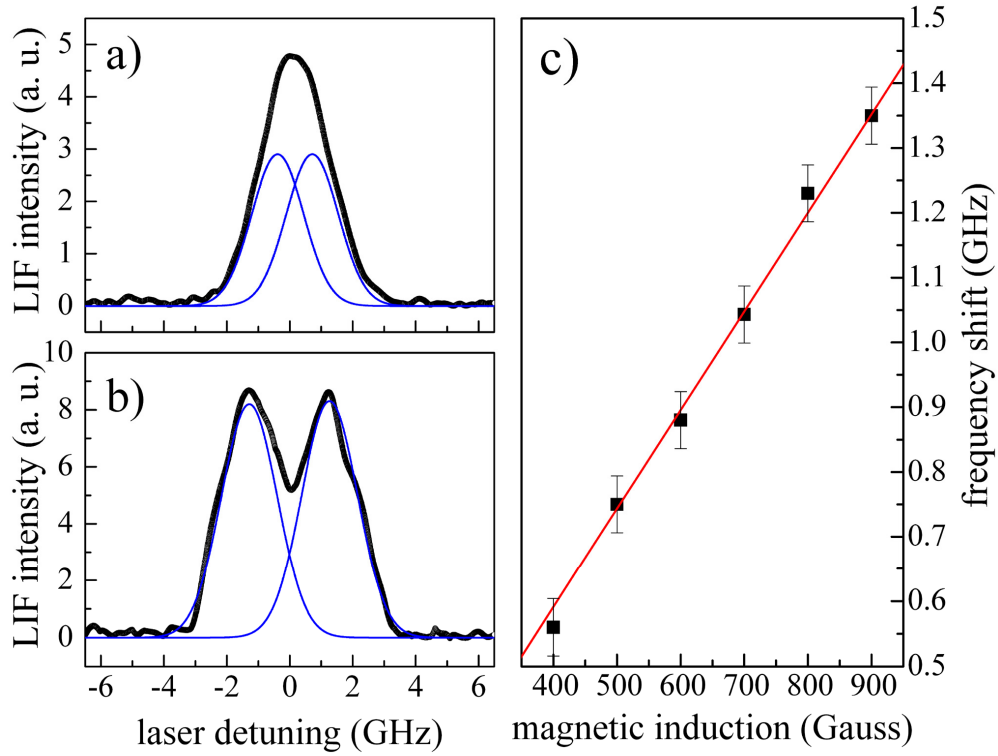 a)
LIF intensity (a. u.)
5
4
3
2
1
0
b)
LIF intensity (a. u.)
10
8
6
4
2
0
-6 -4 -2 0 2 4 6
laser detuning (GHz)
c)
1.5
1.4
1.3
1.2
1.1
1.0
0.9
0.8
0.7
0.6
0.5
frequency shift (GHz)
400 500 600 700 800 900
magnetic induction (Gauss)